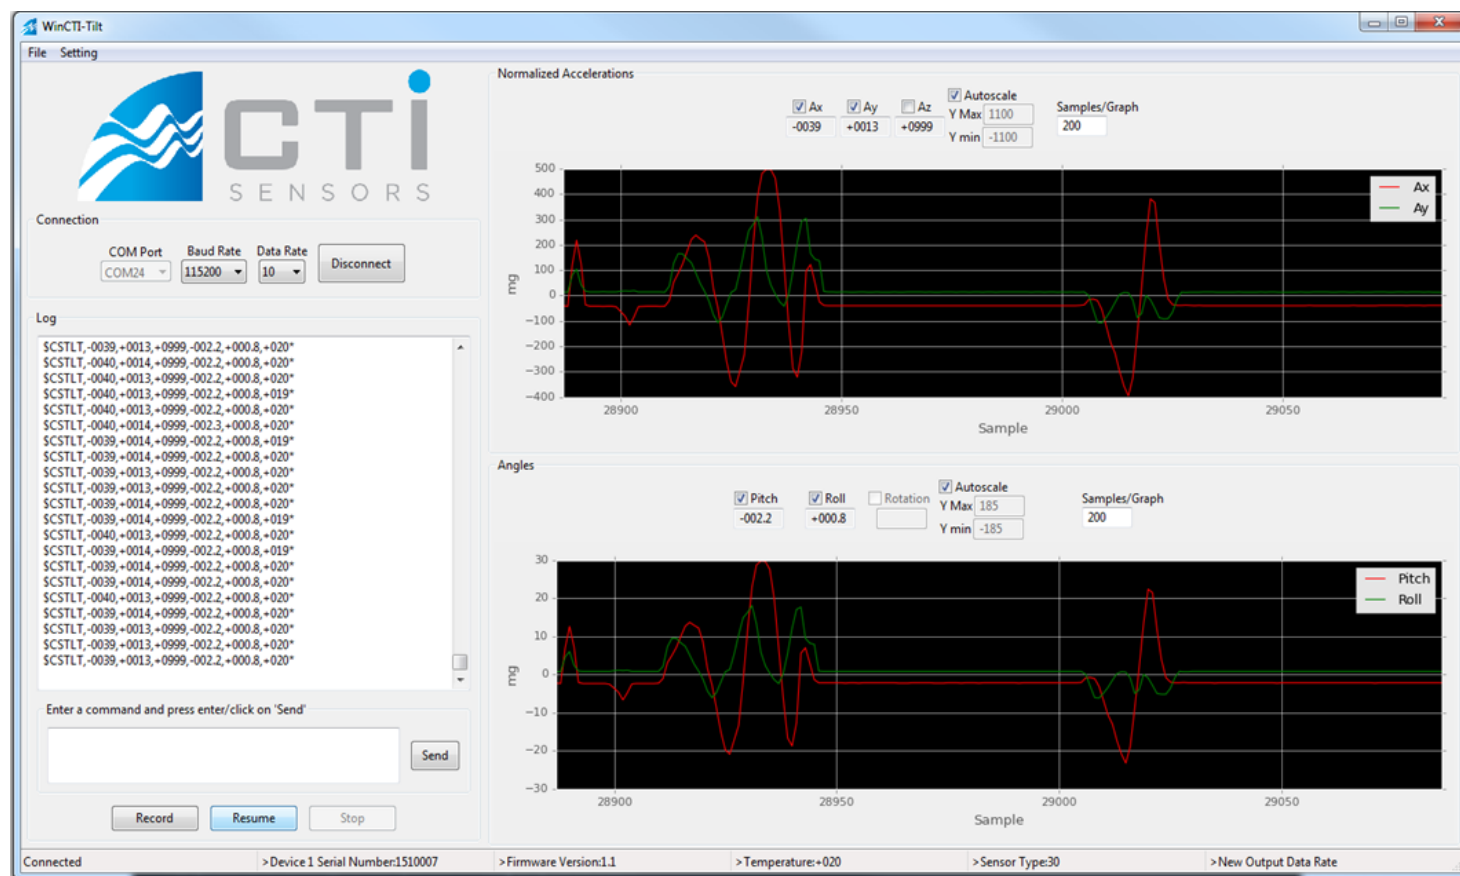 WinCTI-Tilt
File Setting
CTi
SENSORS
Connection
COM Port Baud Rate Data Rate
COM24 115200 10 Disconnect
Log
$CSTLT,-0039,+0013,+0999,-002.2,+000.8,+020*
$CSTLT,-0040,+0014,+0999,-002.2,+000.8,+020*
$CSTLT,-0040,+0013,+0999,-002.2,+000.8,+020*
$CSTLT,-0040,+0013,+0999,-002.2,+000.8,+019*
$CSTLT,-0040,+0013,+0999,-002.2,+000.8,+020*
$CSTLT,-0040,+0014,+0999,-002.3,+000.8,+020*
$CSTLT,-0039,+0014,+0999,-002.2,+000.8,+019*
$CSTLT,-0039,+0014,+0999,-002.2,+000.8,+020*
$CSTLT,-0039,+0013,+0999,-002.2,+000.8,+020*
$CSTLT,-0039,+0013,+0999,-002.2,+000.8,+020*
$CSTLT,-0039,+0014,+0999,-002.2,+000.8,+020*
$CSTLT,-0039,+0014,+0999,-002.2,+000.8,+019*
$CSTLT,-0040,+0013,+0999,-002.2,+000.8,+020*
$CSTLT,-0039,+0014,+0999,-002.2,+000.8,+019*
$CSTLT,-0039,+0014,+0999,-002.2,+000.8,+020*
$CSTLT,-0039,+0014,+0999,-002.2,+000.8,+020*
$CSTLT,-0040,+0013,+0999,-002.2,+000.8,+020*
$CSTLT,-0039,+0014,+0999,-002.2,+000.8,+020*
$CSTLT,-0039,+0013,+0999,-002.2,+000.8,+020*
$CSTLT,-0039,+0013,+0999,-002.2,+000.8,+020*
$CSTLT,-0039,+0013,+0999,-002.2,+000.8,+020*
Enter a command and press enter/click on 'Send'
Send
Record Resume Stop
Normalized Accelerations
Ax Ay Az Autoscale Samples/Graph
-0039 +0013 +0999 Y Max 1100 200
Y min -1100
500
400
300
200
100
0
−100
−200
−300
−400
mg
28900 28950 29000 29050
Sample
Ax
Ay
Angles
Pitch Roll Rotation Autoscale Samples/Graph
-002.2 +000.8 Y Max 185 200
Y min -185
30
20
10
0
−10
−20
−30
mg
28900 28950 29000 29050
Sample
Pitch
Roll
Connected >Device 1 Serial Number:1510007 >Firmware Version:1.1 >Temperature:+020 >Sensor Type:30 >New Output Data Rate